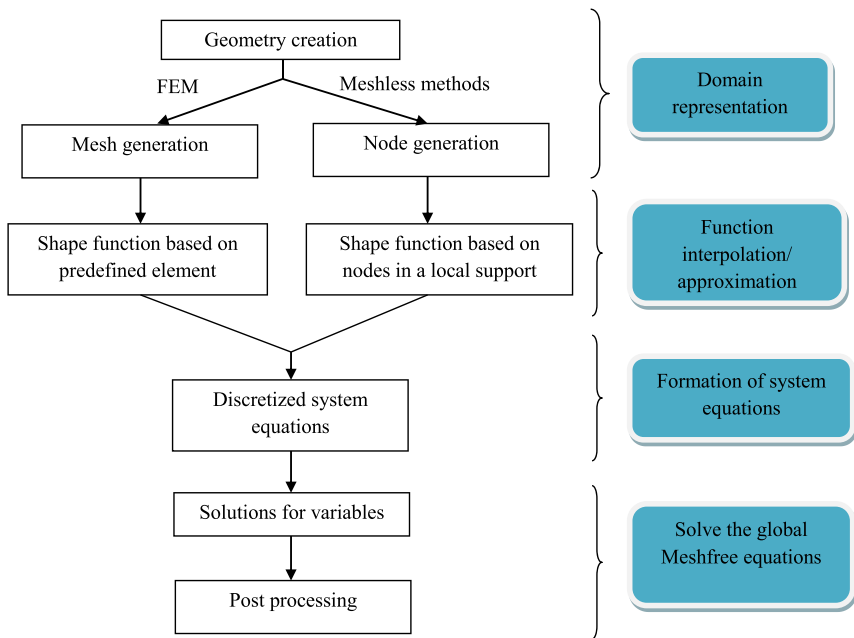 Geometry creation
FEM
Meshless methods
Mesh generation
Node generation
Shape function based on
predefined element
Shape function based on
nodes in a local support
Discretized system
equations
Solutions for variables
Post processing
Domain
representation
Function
interpolation/
approximation
Formation of system
equations
Solve the global
Meshfree equations